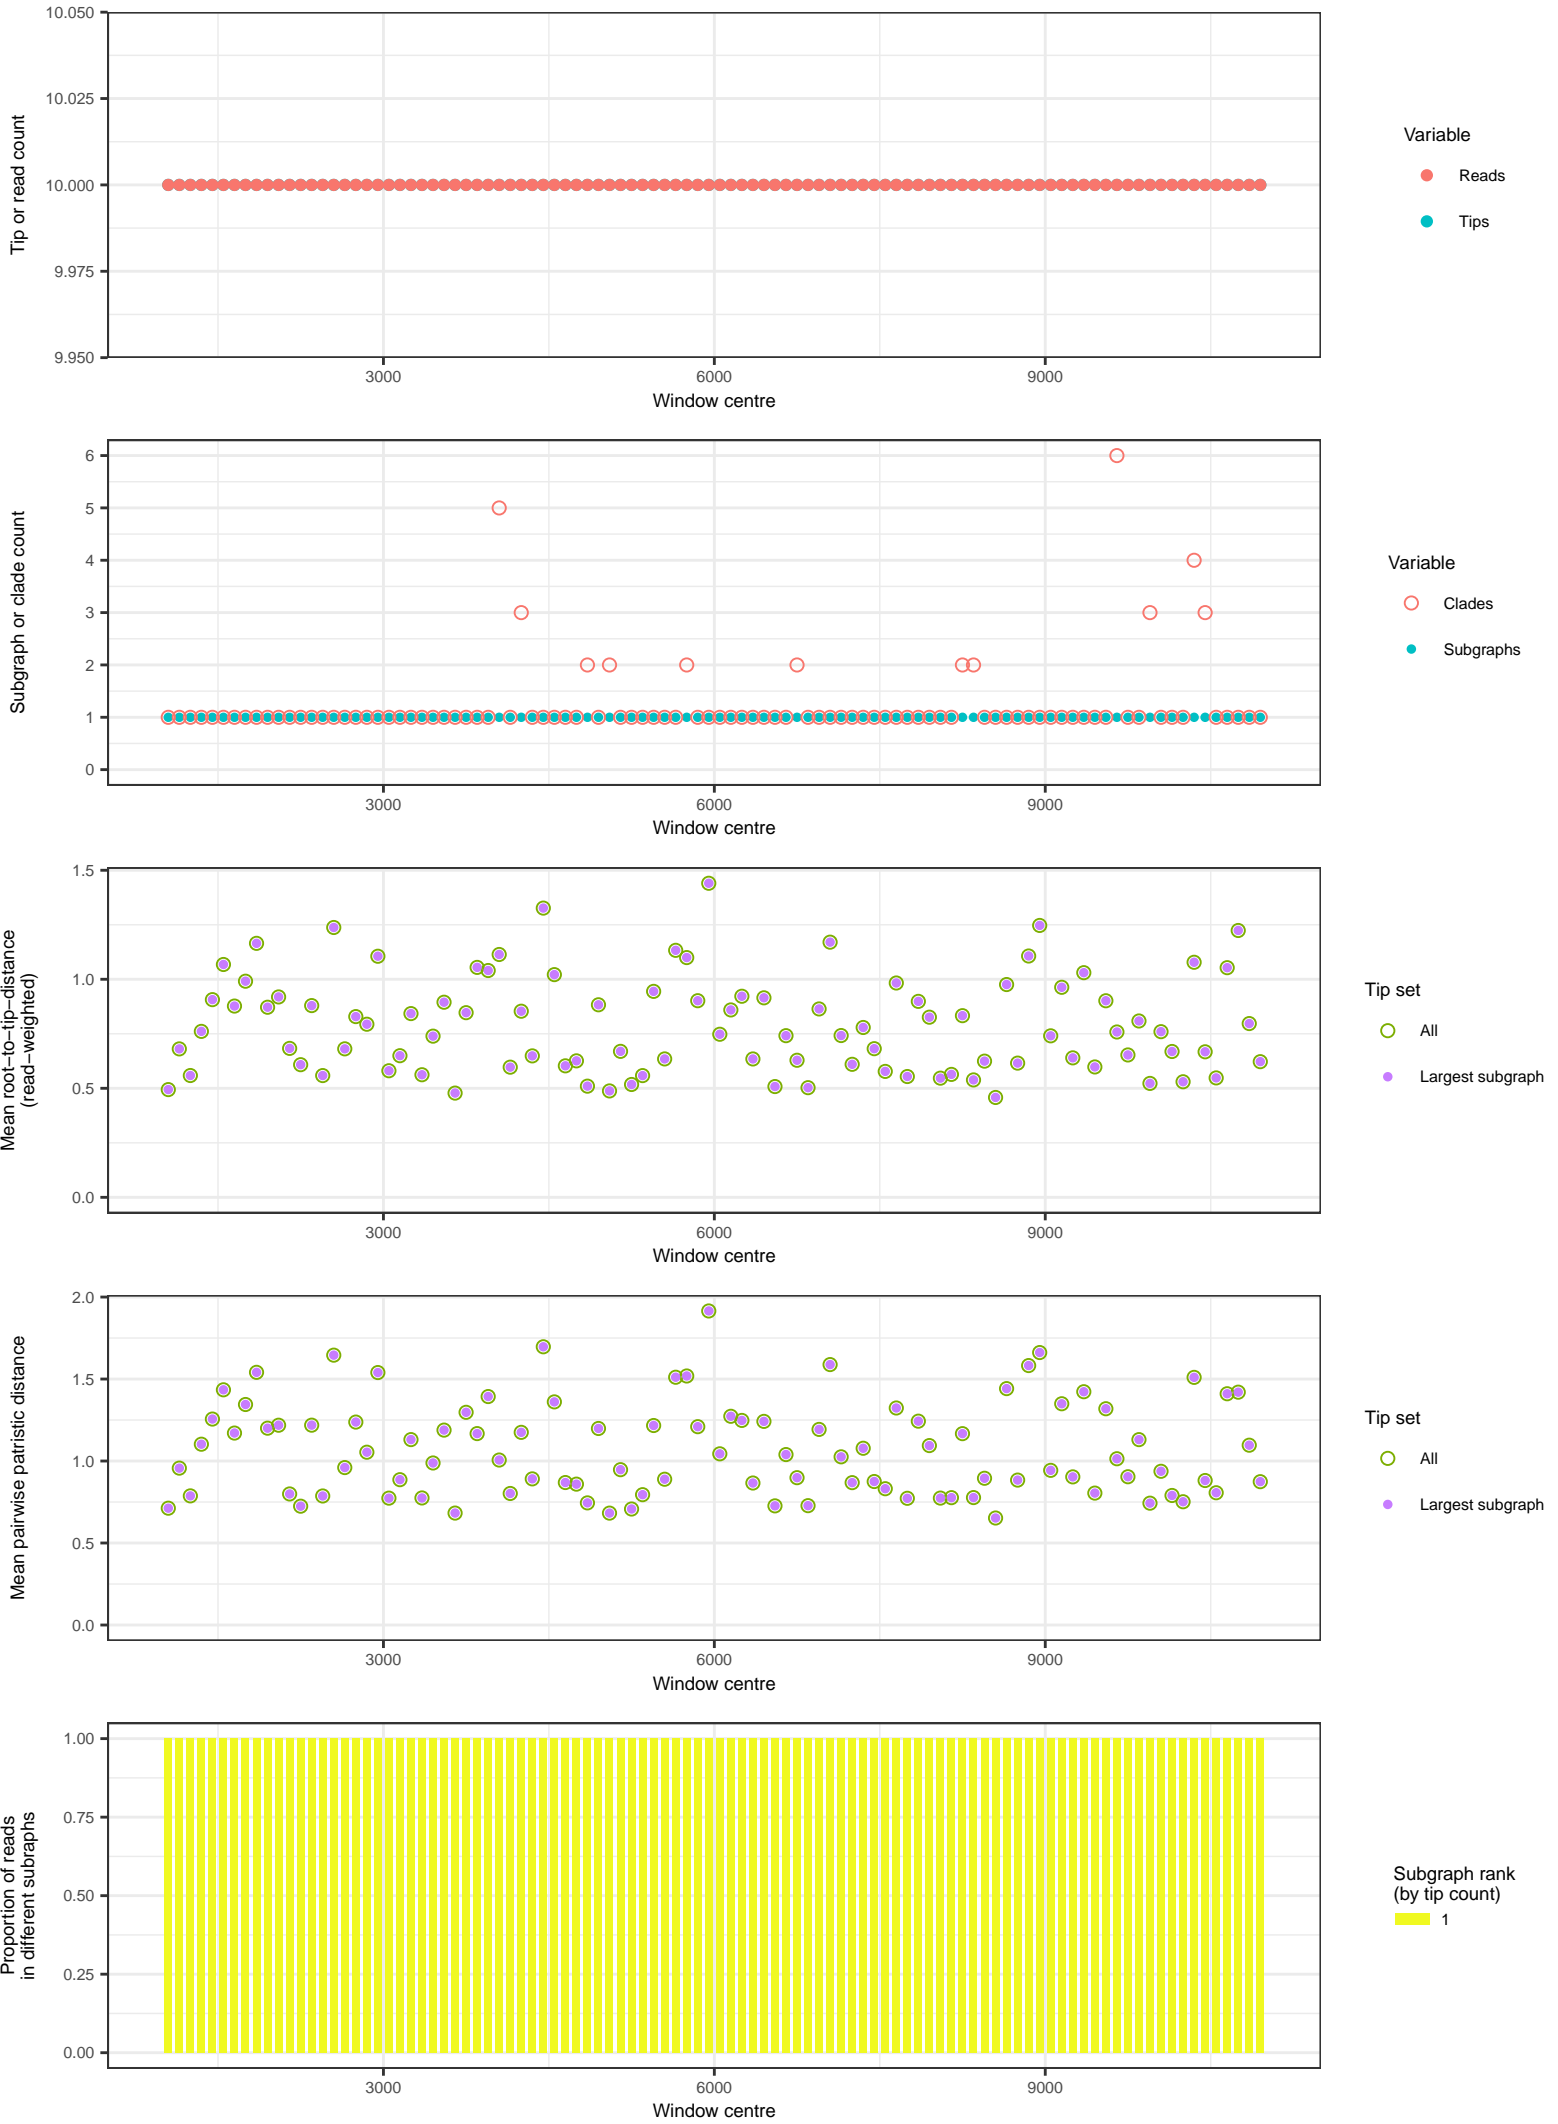 10.050
10.025
10.000
9.975
9.950
Tip or read count
3000 6000 9000
Window centre
Variable
Reads
Tips
6
5
4
3
2
1
0
Subgraph or clade count
3000 6000 9000
Window centre
Variable
Clades
Subgraphs
1.5
1.0
0.5
0.0
Mean root−to−tip−distance
(read−weighted)
3000 6000 9000
Window centre
Tip set
All
Largest subgraph
2.0
1.5
1.0
0.5
0.0
Mean pairwise patristic distance
3000 6000 9000
Window centre
Tip set
All
Largest subgraph
1.00
0.75
0.50
0.25
0.00
Proportion of reads
in different subraphs
3000 6000 9000
Window centre
Subgraph rank
(by tip count)
1